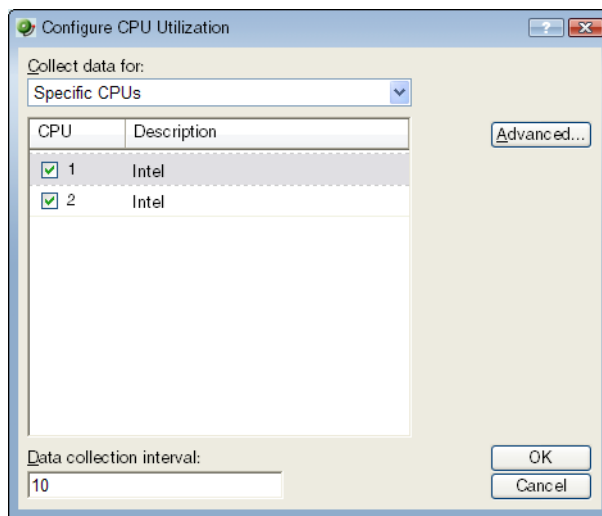 Configure CPU Utilization
Collect data for:
Specific CPUs
CPU Description
Advanced...
1 Intel
2 Intel
Data collection interval:
10
OK
Cancel